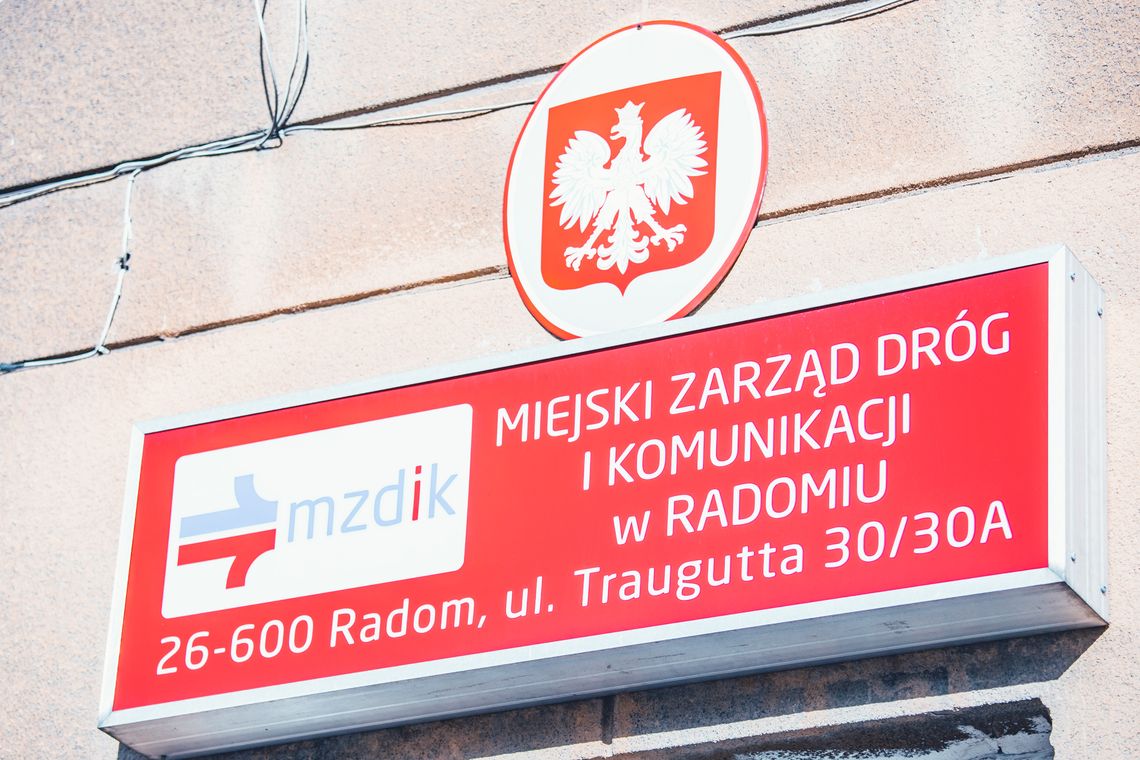 mzdik
MIEJSKI ZARZĄD DRÓG
I KOMUNIKACJI
w RADOMIU
26-600 Radom, ul. Traugutta 30/30A